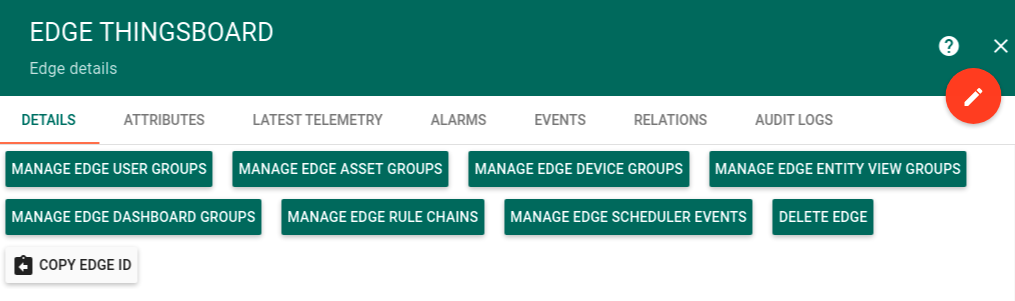 EDGE THINGSBOARD
Edge details
DETAILS ATTRIBUTES LATEST TELEMETRY ALARMS EVENTS RELATIONS AUDIT LOGS
MANAGE EDGE USER GROUPS MANAGE EDGE ASSET GROUPS MANAGE EDGE DEVICE GROUPS MANAGE EDGE ENTITY VIEW GROUPS
MANAGE EDGE DASHBOARD GROUPS MANAGE EDGE RULE CHAINS MANAGE EDGE SCHEDULER EVENTS DELETE EDGE
COPY EDGE ID